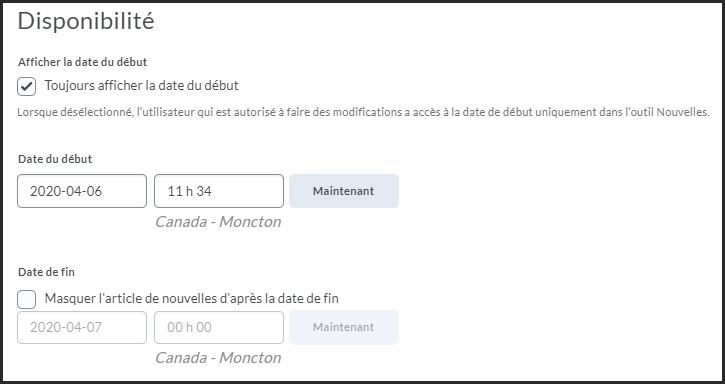 Disponibilité
Afficher la date du début
Toujours afficher la date du début
Lorsque désélectionné, l'utilisateur qui est autorisé à faire des modifications a accès à la date de début uniquement dans l'outil Nouvelles.
Date du début
2020-04-06 11 h 34 Maintenant
Canada - Moncton
Date de fin
Masquer l'article de nouvelles d'après la date de fin
2020-04-07 00 h 00 Maintenant
Canada - Moncton